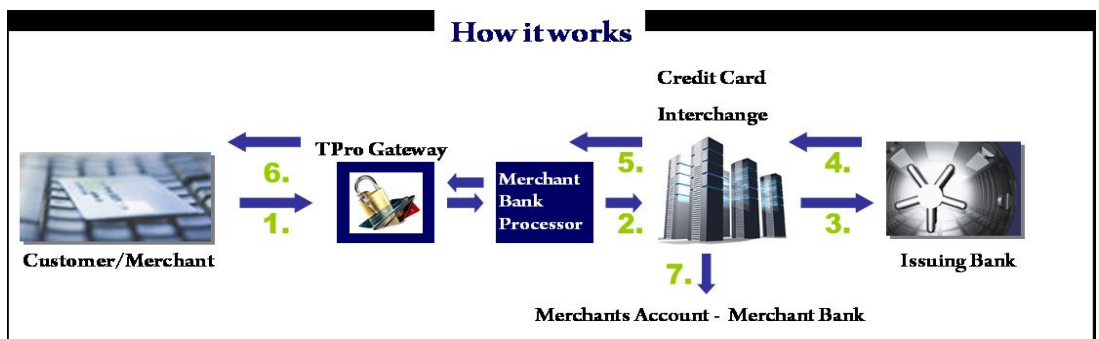 How it works
Credit Card
Interchange
TPro Gateway
6.
5.
4.
Merchant
Bank
Processor
1.
2.
3.
Customer/Merchant
Issuing Bank
7.
Merchants Account - Merchant Bank